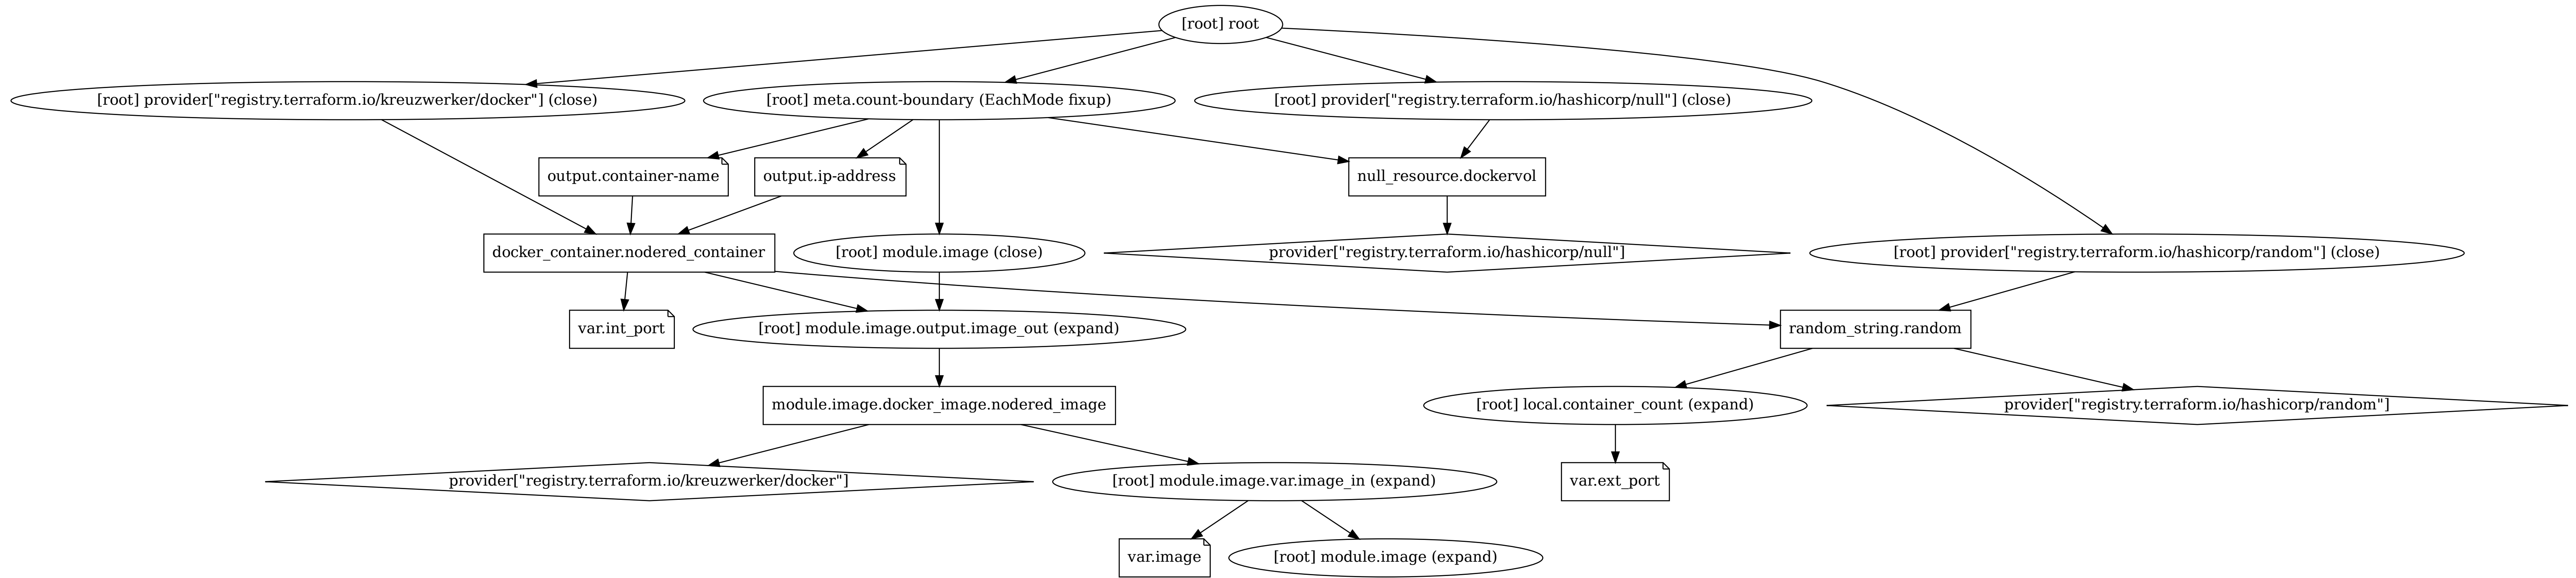 [root] root
[root] provider["registry.terraform.io/kreuzwerker/docker"] (close)
[root] meta.count-boundary (EachMode fixup)
[root] provider["registry.terraform.io/hashicorp/null"] (close)
output.container-name
output.ip-address
null_resource.dockervol
docker_container.nodered_container
[root] module.image (close)
provider["registry.terraform.io/hashicorp/null"]
[root] provider["registry.terraform.io/hashicorp/random"] (close)
var.int_port
[root] module.image.output.image_out (expand)
random_string.random
module.image.docker_image.nodered_image
[root] local.container_count (expand)
provider["registry.terraform.io/hashicorp/random"]
provider["registry.terraform.io/kreuzwerker/docker"]
[root] module.image.var.image_in (expand)
var.ext_port
var.image
[root] module.image (expand)